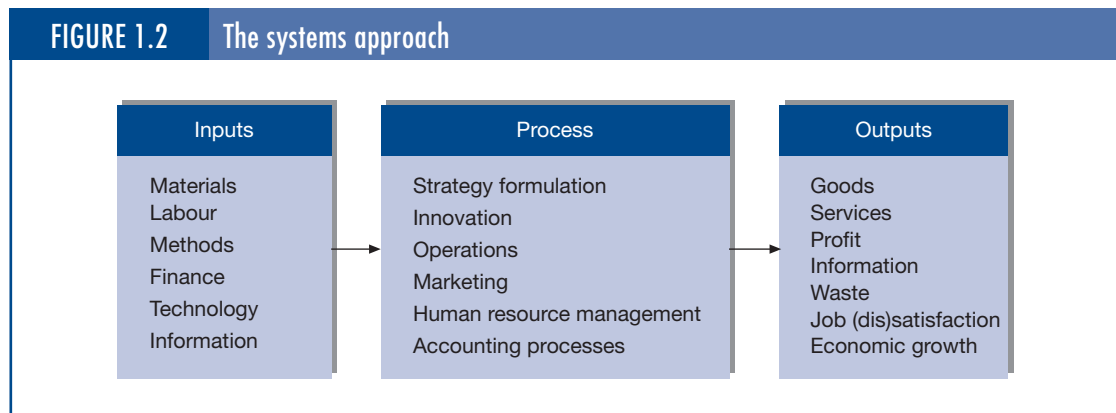 FIGURE 1.2 The systems approach
Inputs
Materials
Labour
Methods
Finance
Technology
Information
Process
Strategy formulation
Innovation
Operations
Marketing
Human resource management
Accounting processes
Outputs
Goods
Services
Profit
Information
Waste
Job (dis)satisfaction
Economic growth